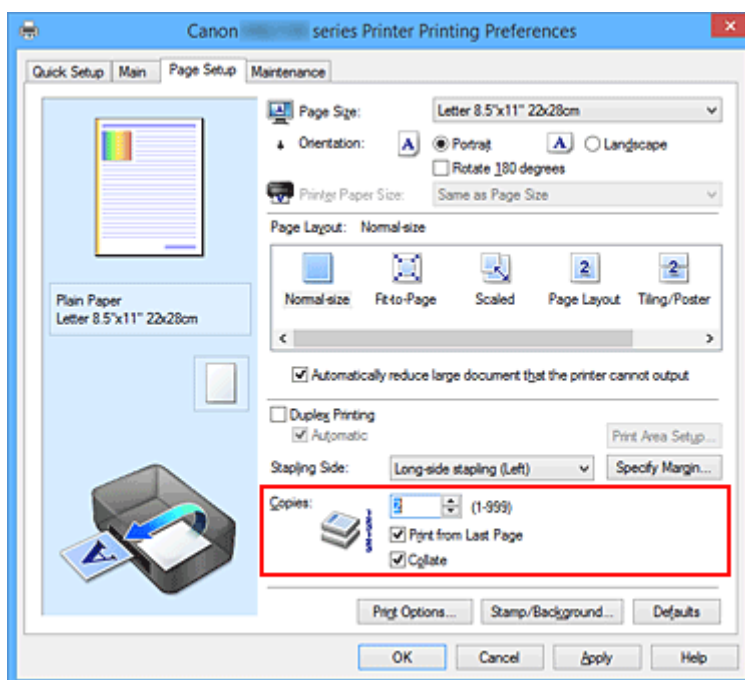 Canon series Printer Printing Preferences
Quick Setup Main Page Setup Maintenance
Page Size: Letter 8.5"x11" 22x28cm
Orientation: A Portrait A Landscape
Rotate 180 degrees
Printer Paper Size: Same as Page Size
Page Layout: Normal-size
2 2
Normal-size Fit-to-Page Scaled Page Layout Tiling/Poster
Plain Paper
Letter 8.5"x11" 22x28cm
Automatically reduce large document that the printer cannot output
Duplex Printing
Automatic Print Area Setup...
Stapling Side: Long-side stapling (Left) Specify Margin...
Copies: 2 (1-999)
Print from Last Page
Collate
A
Print Options... Stamp/Background... Defaults
OK Cancel Apply Help